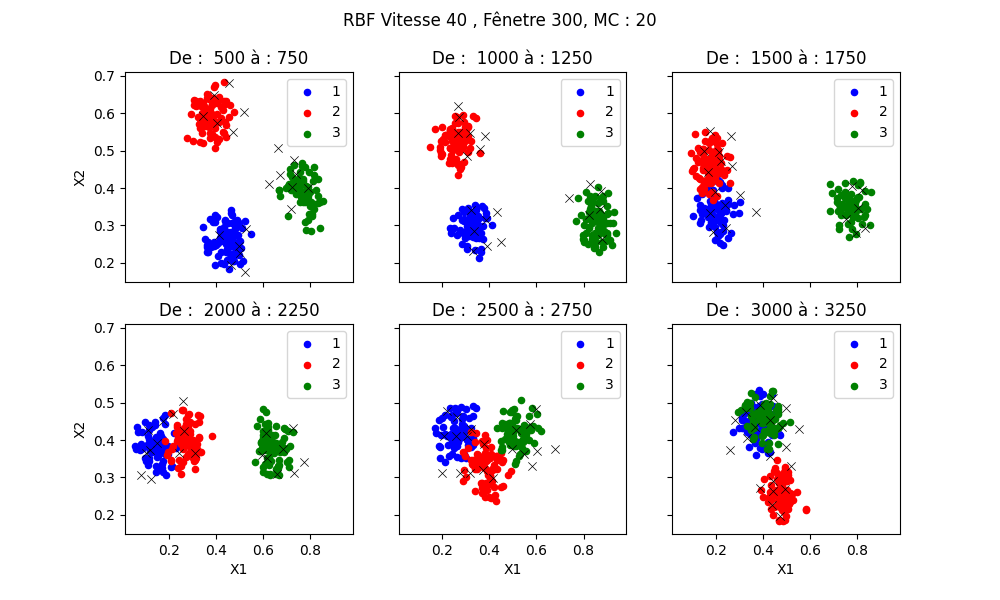 RBF Vitesse 40 , Fênetre 300, MC : 20
De :  500 à : 750
De :  1000 à : 1250
De :  1500 à : 1750
0.7
0.6
0.5
0.4
0.3
0.2
X2
1
2
3
1
2
3
1
2
3
De :  2000 à : 2250
De :  2500 à : 2750
De :  3000 à : 3250
0.7
0.6
0.5
0.4
0.3
0.2
X2
1
2
3
1
2
3
1
2
3
0.2 0.4 0.6 0.8
0.2 0.4 0.6 0.8
0.2 0.4 0.6 0.8
X1
X1
X1